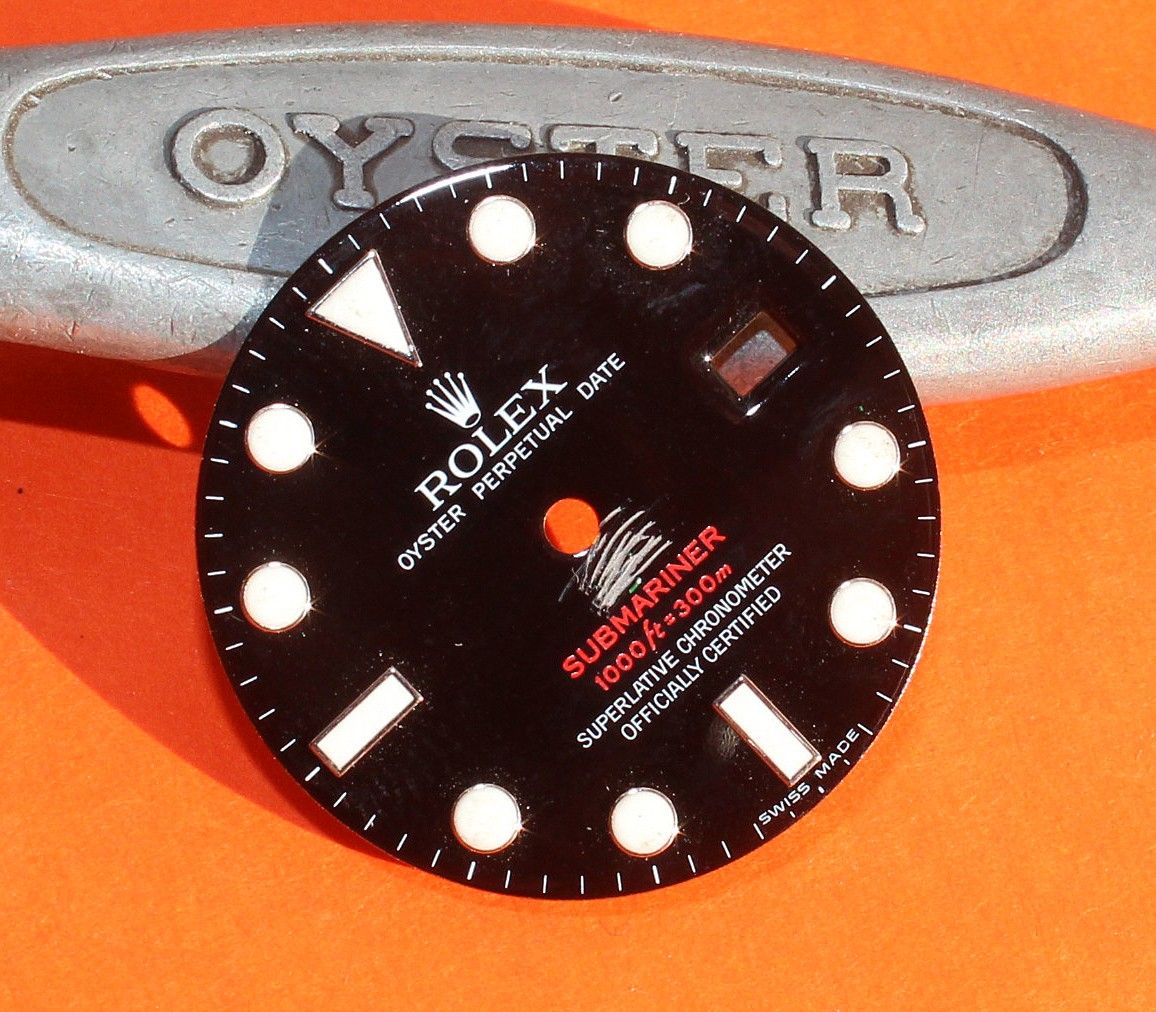 OYSTER
ROLEX
OYSTER PERPETUAL DATE
SUBMARINER
1000ft=300m
SUPERLATIVE CHRONOMETER
OFFICIALLY CERTIFIED
SWISS MADE